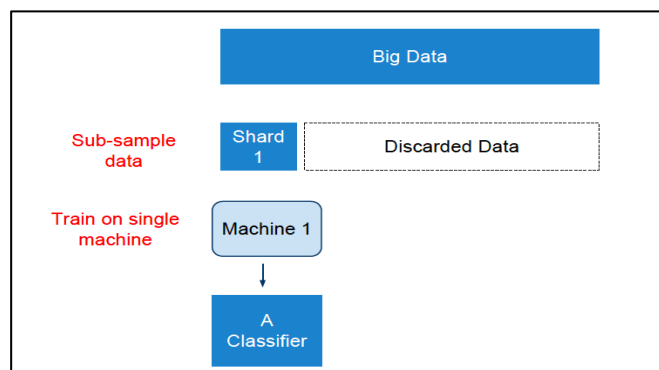 Big Data
Sub-sample
data
Shard
1
Discarded Data
Train on single
machine
Machine 1
A
Classifier